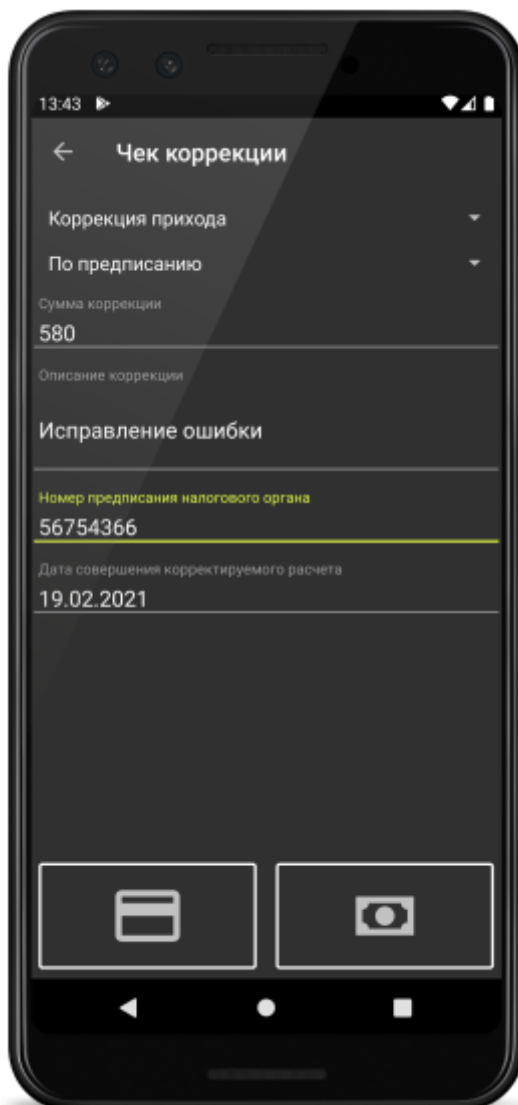 13:43
Чек коррекции
Коррекция прихода
По предписанию
Сумма коррекции
580
Описание коррекции
Исправление ошибки
Номер предписания налогового органа
56754366
Дата совершения корректируемого расчета
19.02.2021